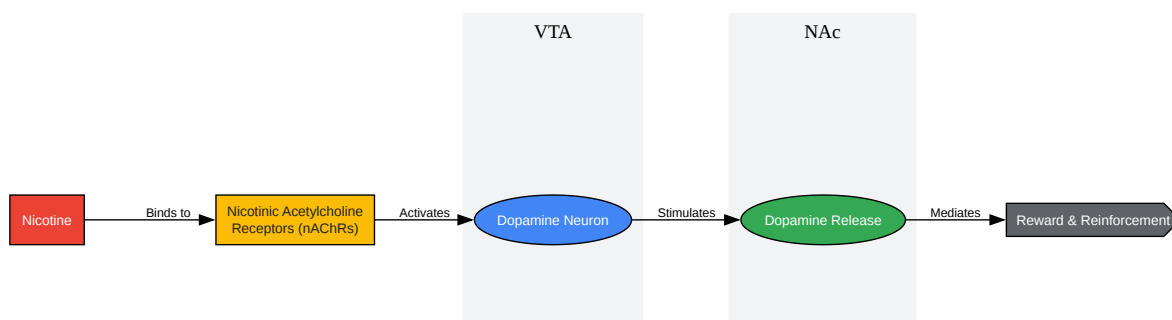 VTA
NAc
Nicotine
Binds to
Nicotinic Acetylcholine
Receptors (nAChRs)
Activates
Dopamine Neuron
Stimulates
Dopamine Release
Mediates
Reward & Reinforcement